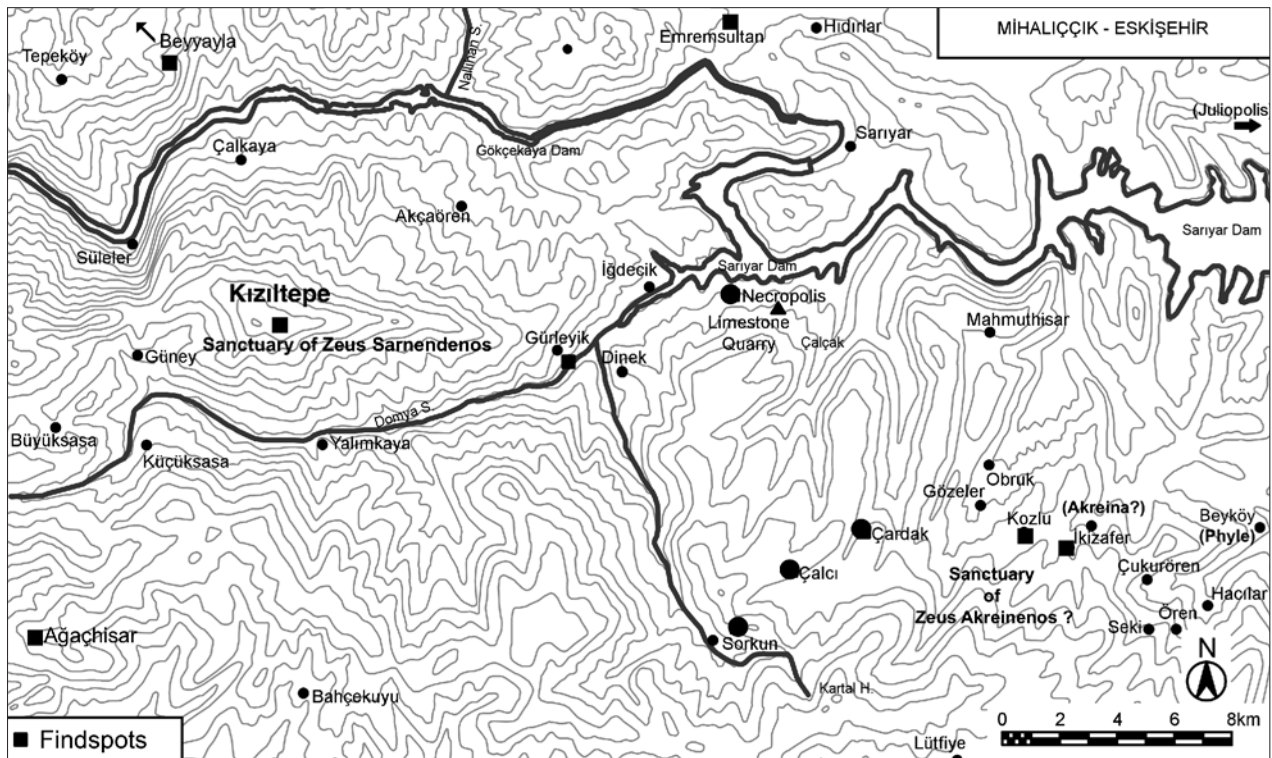 MİHALIÇÇIK - ESKİŞEHİR
Emremsultan
Hıdırlar
Beyyayla
Tepeköy
Nallıhan S.
(Juliopolis
Sarıyar
Çalkaya
Gökçekaya Dam
Akçaören
Süleler
Sarıyar Dam
İğdecik
Sarıyar Dam
Kızıltepe
Necropolis
Limestone
Quarry
Çalçak
Mahmuthisar
Sanctuary of Zeus Sarnendenos
Gürleyik
Güney
Dinek
Domya S.
Büyüksaşa
Küçüksasa
Yalımkaya
Obruk
Gözeler
(Akreina?)
Kozlu
İkizafer
Beyköy
(Phyle)
Çardak
Çalcı
Sanctuary
of
Zeus Akreinenos ?
Çukurören
Hacılar
Ören
Seki
Ağaçhisar
Sorkun
Kartal H.
Bahçekuyu
N
0 2 4 6 8km
Findspots
Lütfiye